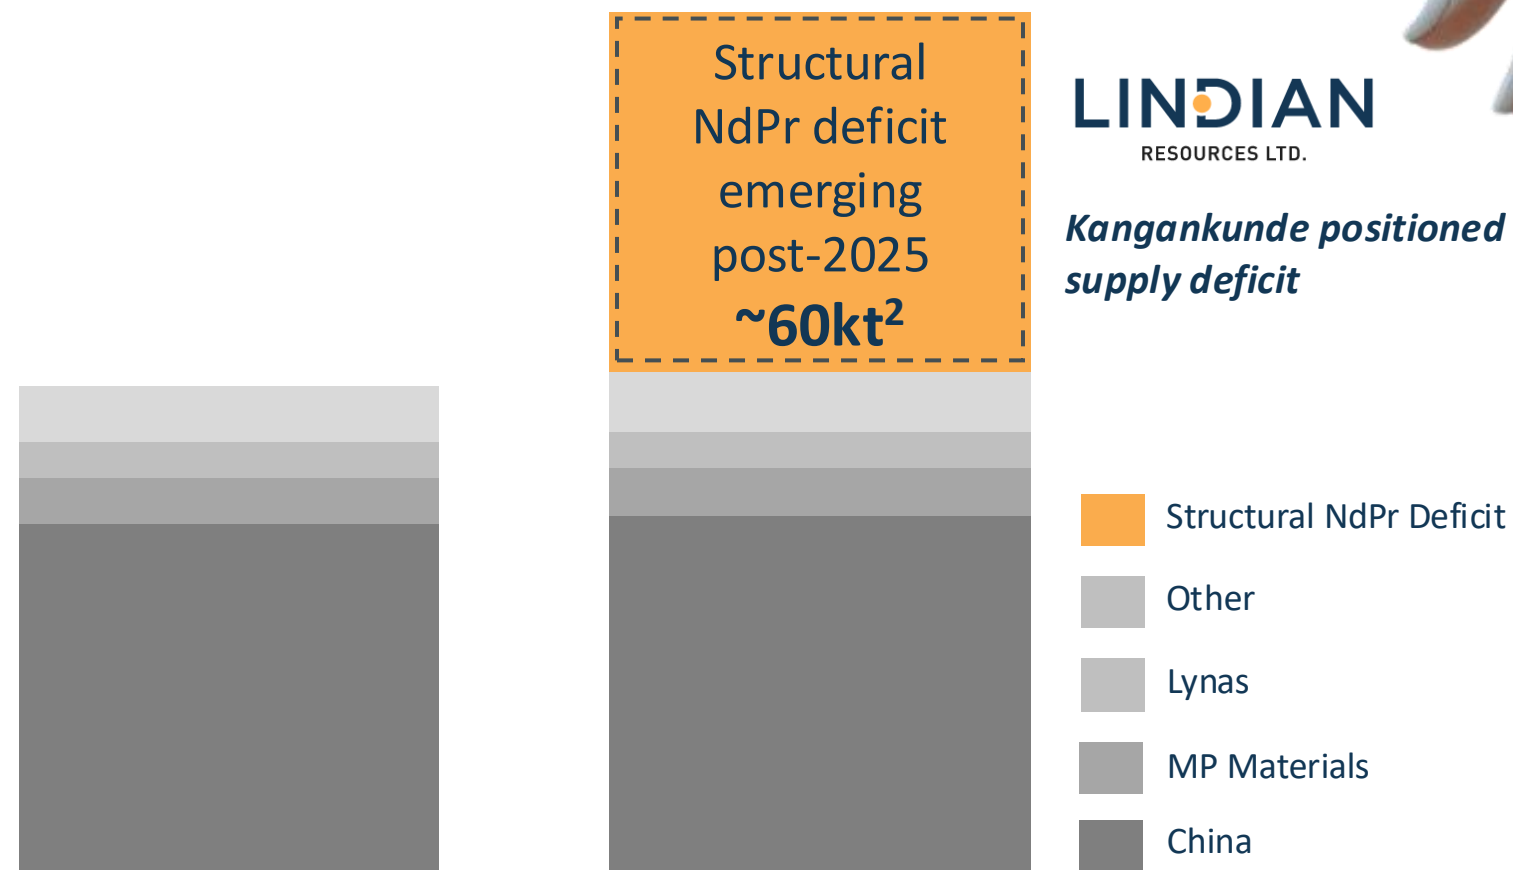 Structural
NdPr deficit
emerging
post-2025
~60kt²
LINDIAN
RESOURCES LTD.
Kangankunde positioned
supply deficit
Structural NdPr Deficit
Other
Lynas
MP Materials
China